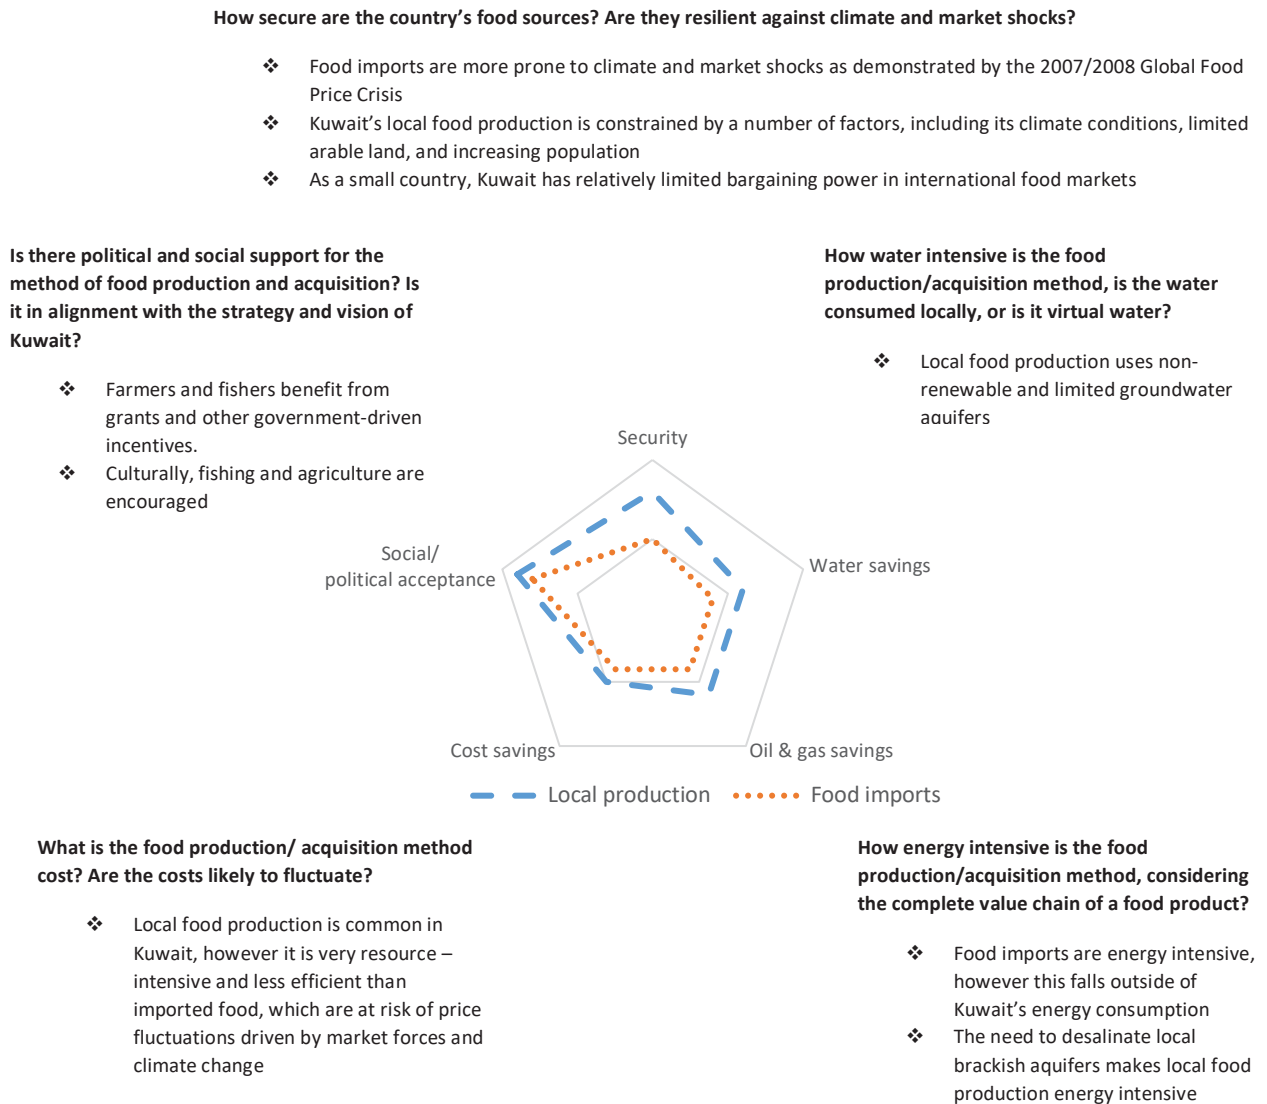 How secure are the country’s food sources? Are they resilient against climate and market shocks?
❖ Food imports are more prone to climate and market shocks as demonstrated by the 2007/2008 Global Food
Price Crisis
❖ Kuwait’s local food production is constrained by a number of factors, including its climate conditions, limited
arable land, and increasing population
❖ As a small country, Kuwait has relatively limited bargaining power in international food markets
Is there political and social support for the
method of food production and acquisition? Is
it in alignment with the strategy and vision of
Kuwait?
❖ Farmers and fishers benefit from
grants and other government-driven
incentives.
❖ Culturally, fishing and agriculture are
encouraged
How water intensive is the food
production/acquisition method, is the water
consumed locally, or is it virtual water?
❖ Local food production uses non-
renewable and limited groundwater
aquifers
Security
Social/
political acceptance
Water savings
Cost savings
Oil & gas savings
Local production
Food imports
What is the food production/ acquisition method
cost? Are the costs likely to fluctuate?
❖ Local food production is common in
Kuwait, however it is very resource –
intensive and less efficient than
imported food, which are at risk of price
fluctuations driven by market forces and
climate change
How energy intensive is the food
production/acquisition method, considering
the complete value chain of a food product?
❖ Food imports are energy intensive,
however this falls outside of
Kuwait’s energy consumption
❖ The need to desalinate local
brackish aquifers makes local food
production energy intensive